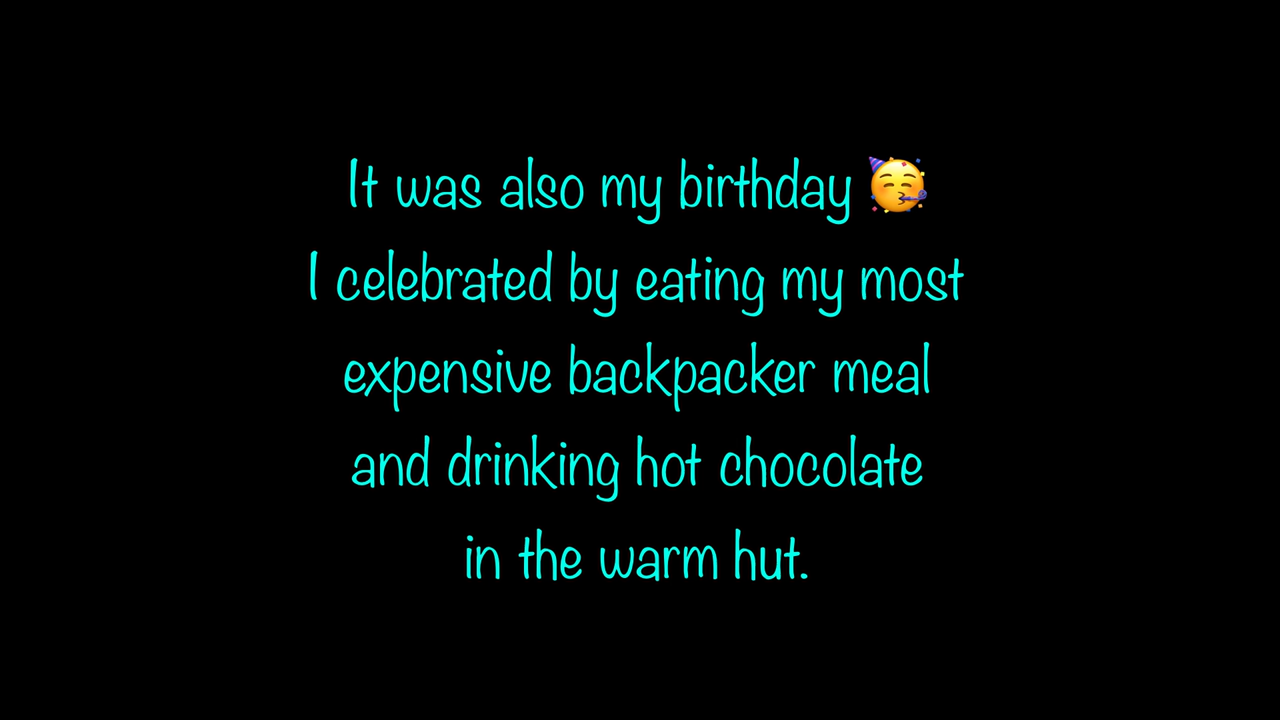 It was also my birthday 🥳
I celebrated by eating my most
expensive backpacker meal
and drinking hot chocolate
in the warm hut.